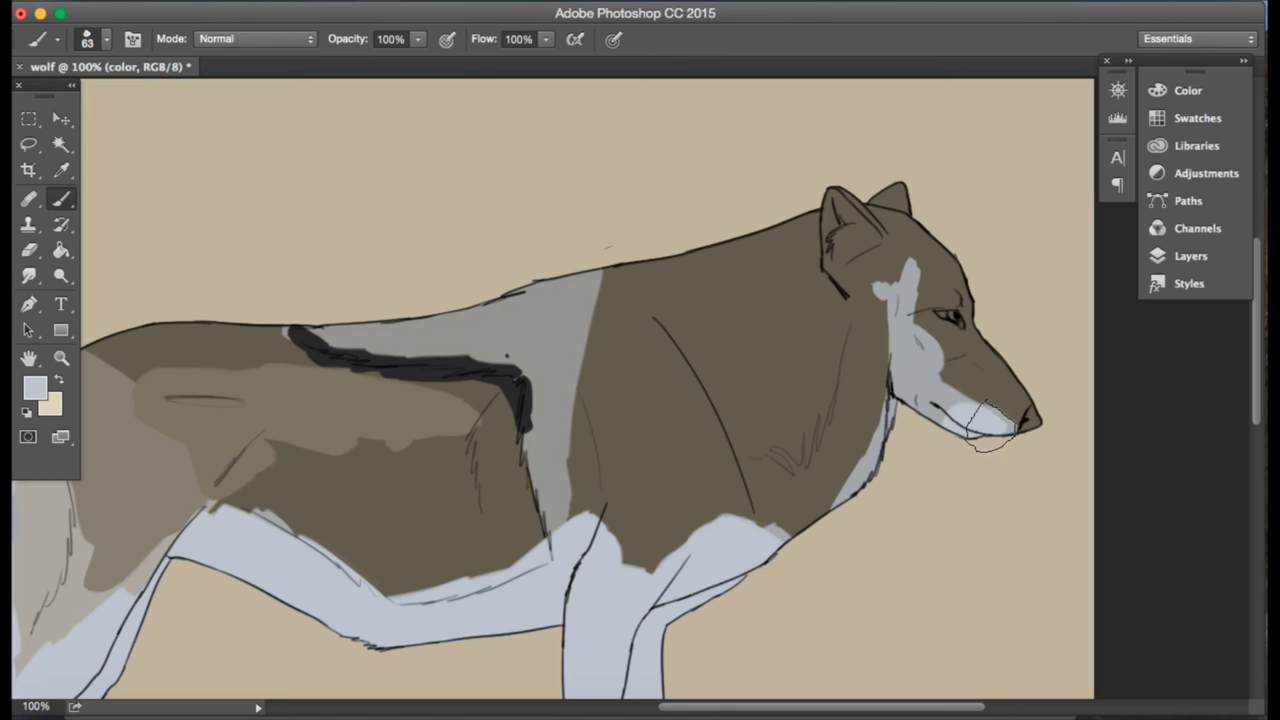 Adobe Photoshop CC 2015
63 Mode: Normal Opacity: 100% Flow: 100% Essentials
× wolf @ 100% (color, RGB/8) *
Color
Swatches
Libraries
Adjustments
Paths
Channels
Layers
Styles
A|
¶
T
100%